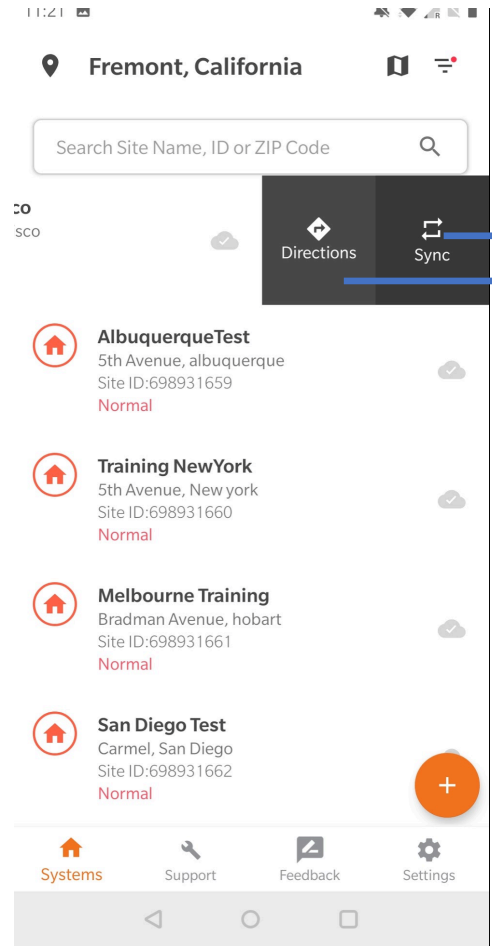 11:21
R
Fremont, California
Search Site Name, ID or ZIP Code
co
sco
Directions
Sync
AlbuquerqueTest
5th Avenue, albuquerque
Site ID:698931659
Normal
Training NewYork
5th Avenue, New york
Site ID:698931660
Normal
Melbourne Training
Bradman Avenue, hobart
Site ID:698931661
Normal
San Diego Test
Carmel, San Diego
Site ID:698931662
Normal
+
Systems
Support
Feedback
Settings